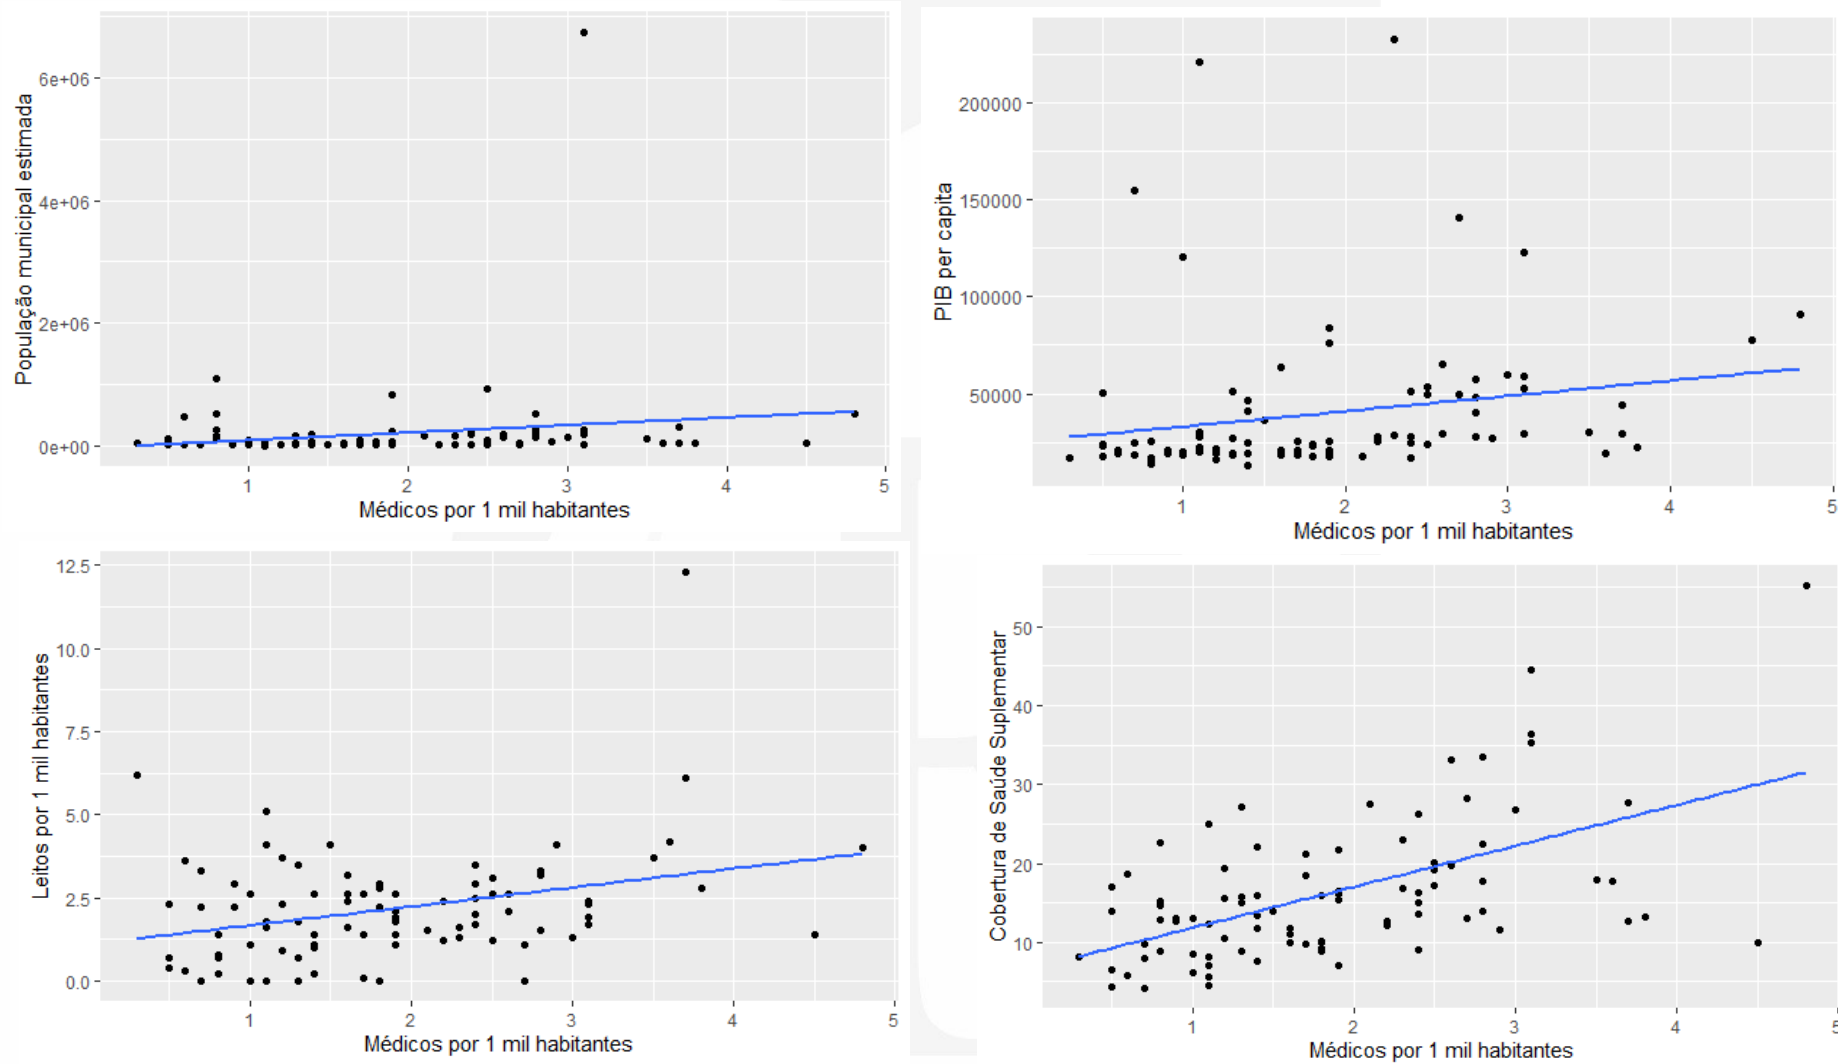 População municipal estimada
6e+06
4e+06
2e+06
0e+00
1 2 3 4 5
Médicos por 1 mil habitantes
PIB per capita
200000
150000
100000
50000
1 2 3 4 5
Médicos por 1 mil habitantes
Leitos por 1 mil habitantes
12.5
10.0
7.5
5.0
2.5
0.0
1 2 3 4 5
Médicos por 1 mil habitantes
Cobertura de Saúde Suplementar
50
40
30
20
10
1 2 3 4 5
Médicos por 1 mil habitantes